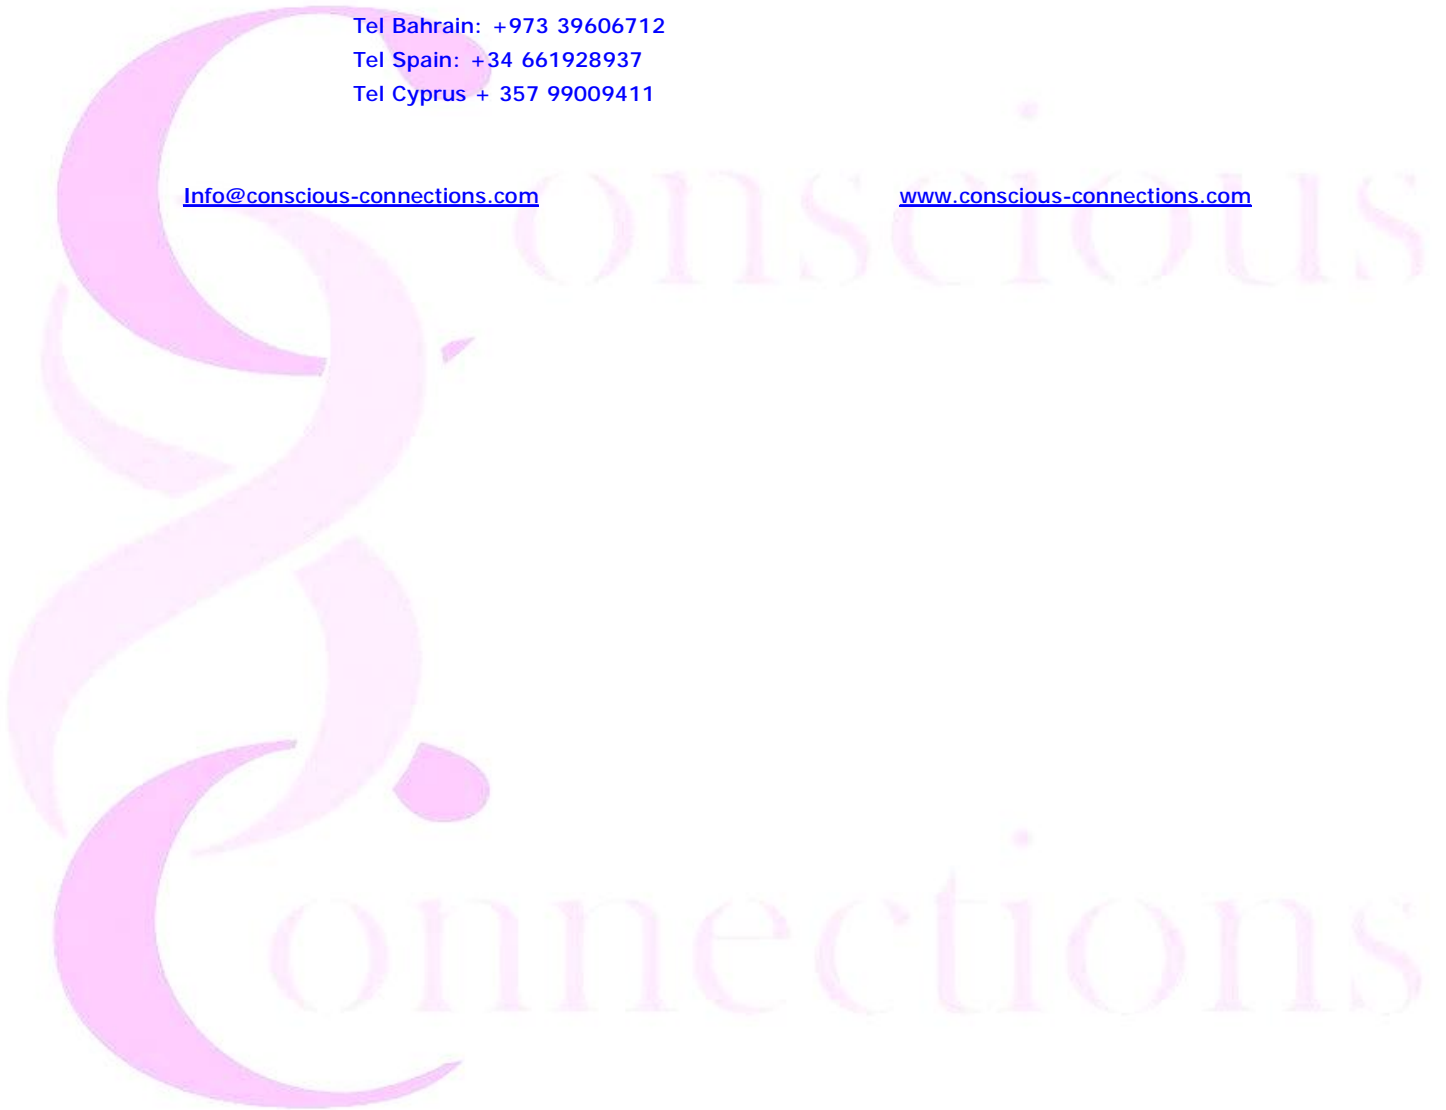 Tel Bahrain: +973 39606712
Tel Spain: +34 661928937
Tel Cyprus + 357 99009411
Info@conscious-connections.com www.conscious-connections.com
Conscious
Connections